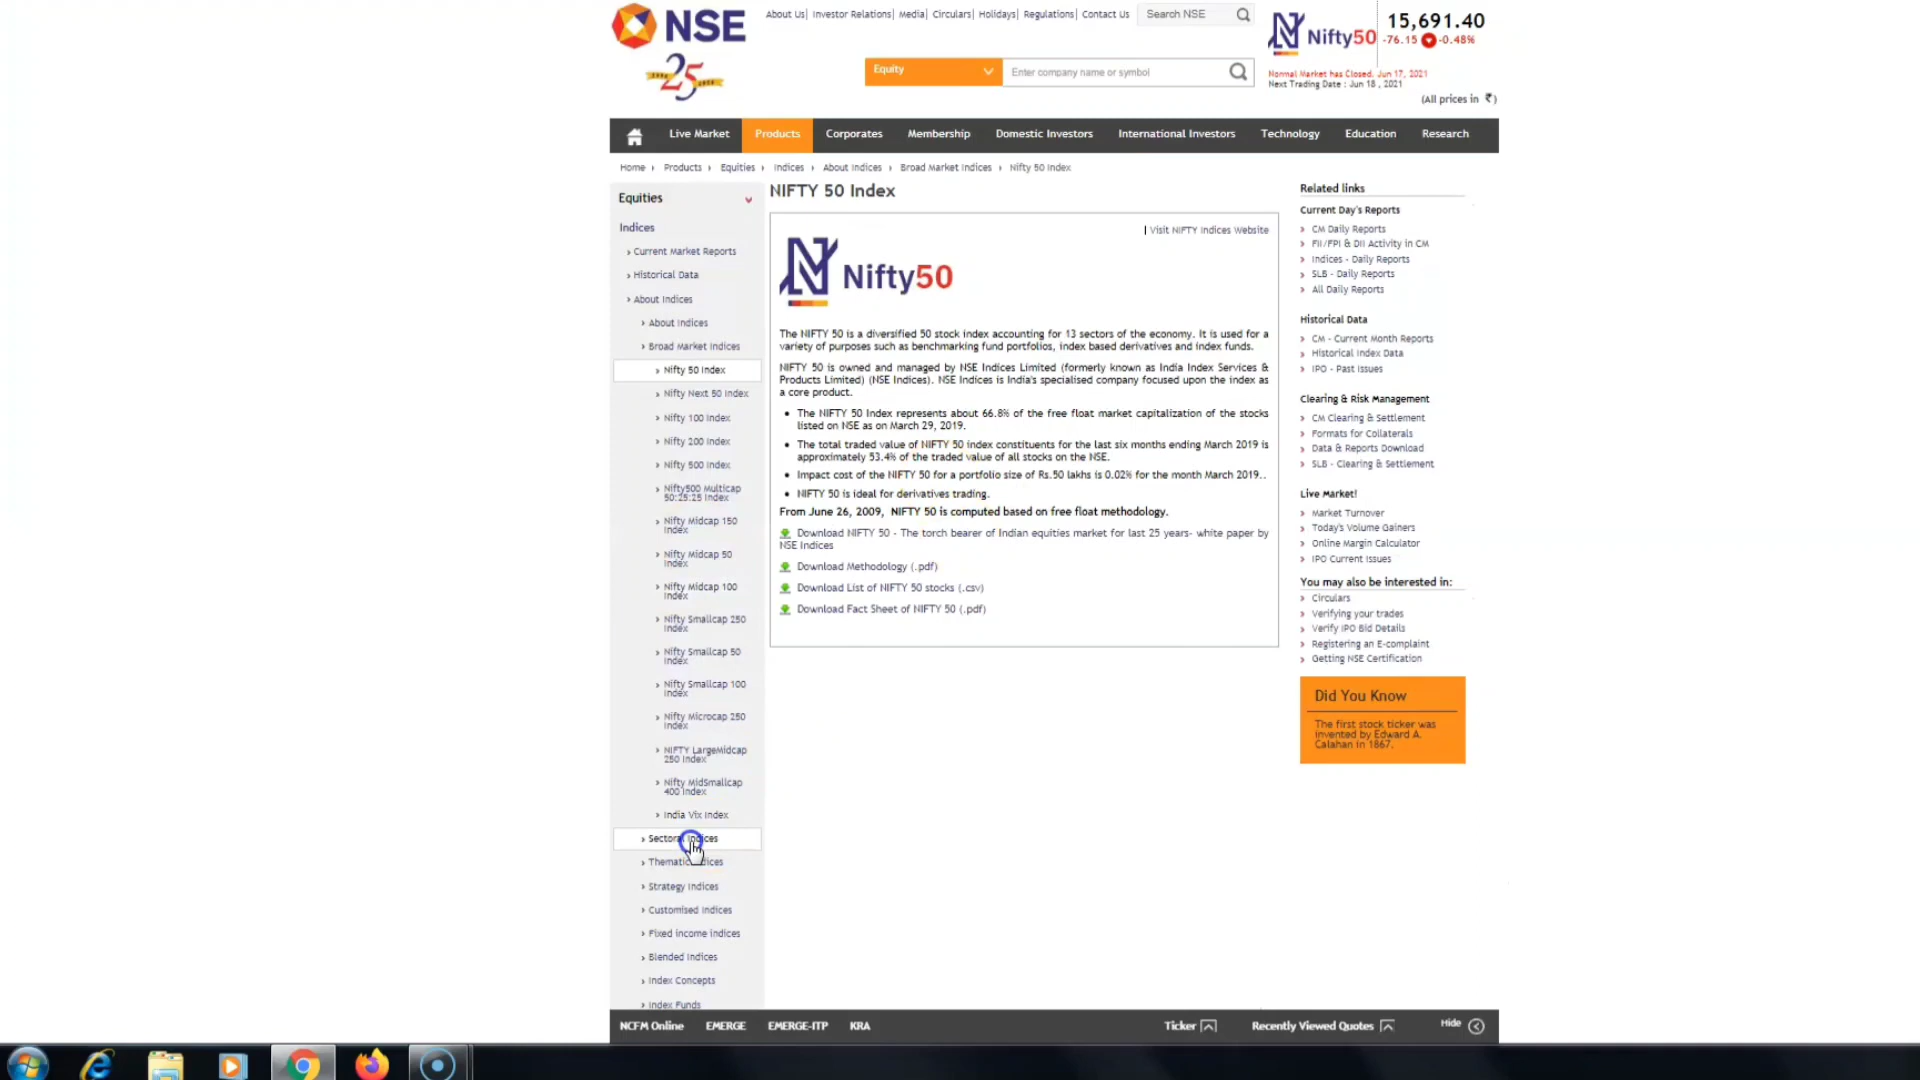 NSE
25
About Us| Investor Relations| Media| Circulars| Holidays| Regulations| Contact Us
Search NSE
Equity
Enter company name or symbol
Nifty50
15,691.40
-76.15 -0.48%
Normal Market has Closed. Jun 17, 2021
Next Trading Date : Jun 18 , 2021
(All prices in ₹)
Live Market Products Corporates Membership Domestic Investors International Investors Technology Education Research
Home › Products › Equities › Indices › About Indices › Broad Market Indices › Nifty 50 Index
Equities
Indices
› Current Market Reports
› Historical Data
› About Indices
› About Indices
› Broad Market Indices
› Nifty 50 Index
› Nifty Next 50 Index
› Nifty 100 Index
› Nifty 200 Index
› Nifty 500 Index
› Nifty500 Multicap
50:25:25 Index
› Nifty Midcap 150
Index
› Nifty Midcap 50
Index
› Nifty Midcap 100
Index
› Nifty Smallcap 250
Index
› Nifty Smallcap 50
Index
› Nifty Smallcap 100
Index
› Nifty Microcap 250
Index
› NIFTY LargeMidcap
250 Index
› Nifty MidSmallcap
400 Index
› India Vix Index
› Sectoral Indices
› Thematic Indices
› Strategy Indices
› Customised Indices
› Fixed Income Indices
› Blended Indices
› Index Concepts
› Index Funds
NIFTY 50 Index
| Visit NIFTY Indices Website
Nifty50
The NIFTY 50 is a diversified 50 stock index accounting for 13 sectors of the economy. It is used for a
variety of purposes such as benchmarking fund portfolios, index based derivatives and index funds.
NIFTY 50 is owned and managed by NSE Indices Limited (formerly known as India Index Services &
Products Limited) (NSE Indices). NSE Indices is India's specialised company focused upon the index as
a core product.
• The NIFTY 50 Index represents about 66.8% of the free float market capitalization of the stocks
listed on NSE as on March 29, 2019.
• The total traded value of NIFTY 50 index constituents for the last six months ending March 2019 is
approximately 53.4% of the traded value of all stocks on the NSE.
• Impact cost of the NIFTY 50 for a portfolio size of Rs.50 lakhs is 0.02% for the month March 2019..
• NIFTY 50 is ideal for derivatives trading.
From June 26, 2009, NIFTY 50 is computed based on free float methodology.
Download NIFTY 50 - The torch bearer of Indian equities market for last 25 years- white paper by
NSE Indices
Download Methodology (.pdf)
Download List of NIFTY 50 stocks (.csv)
Download Fact Sheet of NIFTY 50 (.pdf)
Related links
Current Day's Reports
› CM Daily Reports
› FII/FPI & DII Activity in CM
› Indices - Daily Reports
› SLB - Daily Reports
› All Daily Reports
Historical Data
› CM - Current Month Reports
› Historical Index Data
› IPO - Past Issues
Clearing & Risk Management
› CM Clearing & Settlement
› Formats for Collaterals
› Data & Reports Download
› SLB - Clearing & Settlement
Live Market!
› Market Turnover
› Today's Volume Gainers
› Online Margin Calculator
› IPO Current Issues
You may also be interested in:
› Circulars
› Verifying your trades
› Verify IPO Bid Details
› Registering an E-complaint
› Getting NSE Certification
Did You Know
The first stock ticker was
invented by Edward A.
Calahan in 1867.
NCFM Online EMERGE EMERGE-ITP KRA Ticker Recently Viewed Quotes Hide